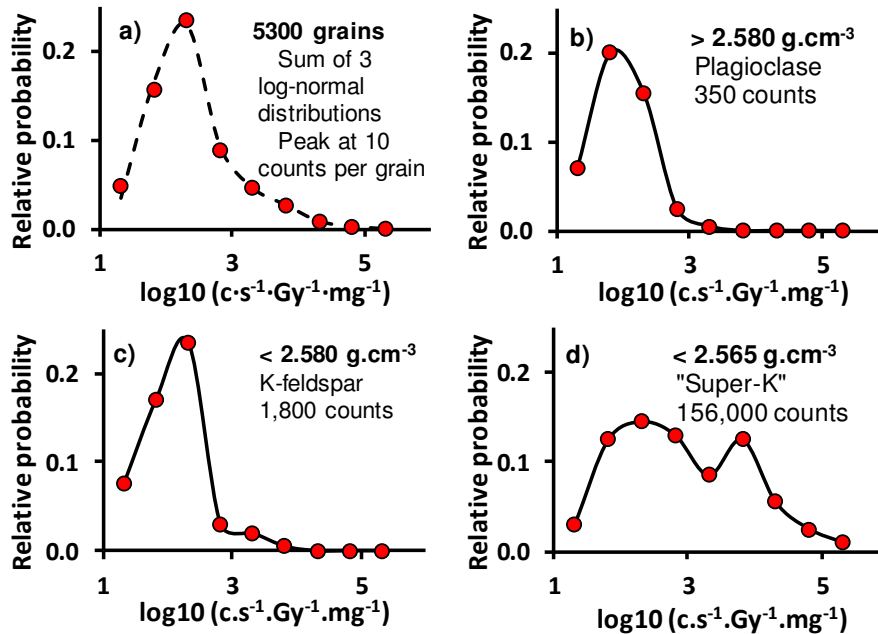 a)
5300 grains
Sum of 3
log-normal
distributions
Peak at 10
counts per grain
Relative probability
0.2
0.1
0.0
1 3 5
log10 (c·s⁻¹·Gy⁻¹·mg⁻¹)
b)
> 2.580 g.cm⁻³
Plagioclase
350 counts
Relative probability
0.2
0.1
0.0
1 3 5
log10 (c.s⁻¹.Gy⁻¹.mg⁻¹)
c)
< 2.580 g.cm⁻³
K-feldspar
1,800 counts
Relative probability
0.2
0.1
0.0
1 3 5
log10 (c.s⁻¹.Gy⁻¹.mg⁻¹)
d)
< 2.565 g.cm⁻³
"Super-K"
156,000 counts
Relative probability
0.2
0.1
0.0
1 3 5
log10 (c.s⁻¹.Gy⁻¹.mg⁻¹)